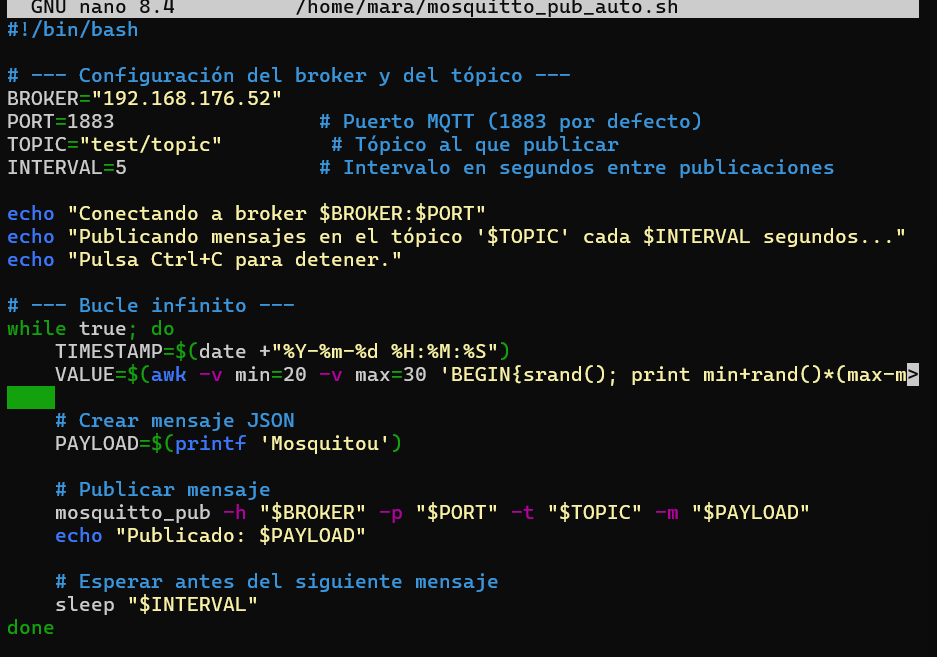 GNU nano 8.4 /home/mara/mosquitto_pub_auto.sh
#!/bin/bash
# --- Configuración del broker y del tópico ---
BROKER="192.168.176.52"
PORT=1883 # Puerto MQTT (1883 por defecto)
TOPIC="test/topic" # Tópico al que publicar
INTERVAL=5 # Intervalo en segundos entre publicaciones
echo "Conectando a broker $BROKER:$PORT"
echo "Publicando mensajes en el tópico '$TOPIC' cada $INTERVAL segundos..."
echo "Pulsa Ctrl+C para detener."
# --- Bucle infinito ---
while true; do
TIMESTAMP=$(date +"%Y-%m-%d %H:%M:%S")
VALUE=$(awk -v min=20 -v max=30 'BEGIN{srand(); print min+rand()*(max-m>
# Crear mensaje JSON
PAYLOAD=$(printf 'Mosquitou')
# Publicar mensaje
mosquitto_pub -h "$BROKER" -p "$PORT" -t "$TOPIC" -m "$PAYLOAD"
echo "Publicado: $PAYLOAD"
# Esperar antes del siguiente mensaje
sleep "$INTERVAL"
done